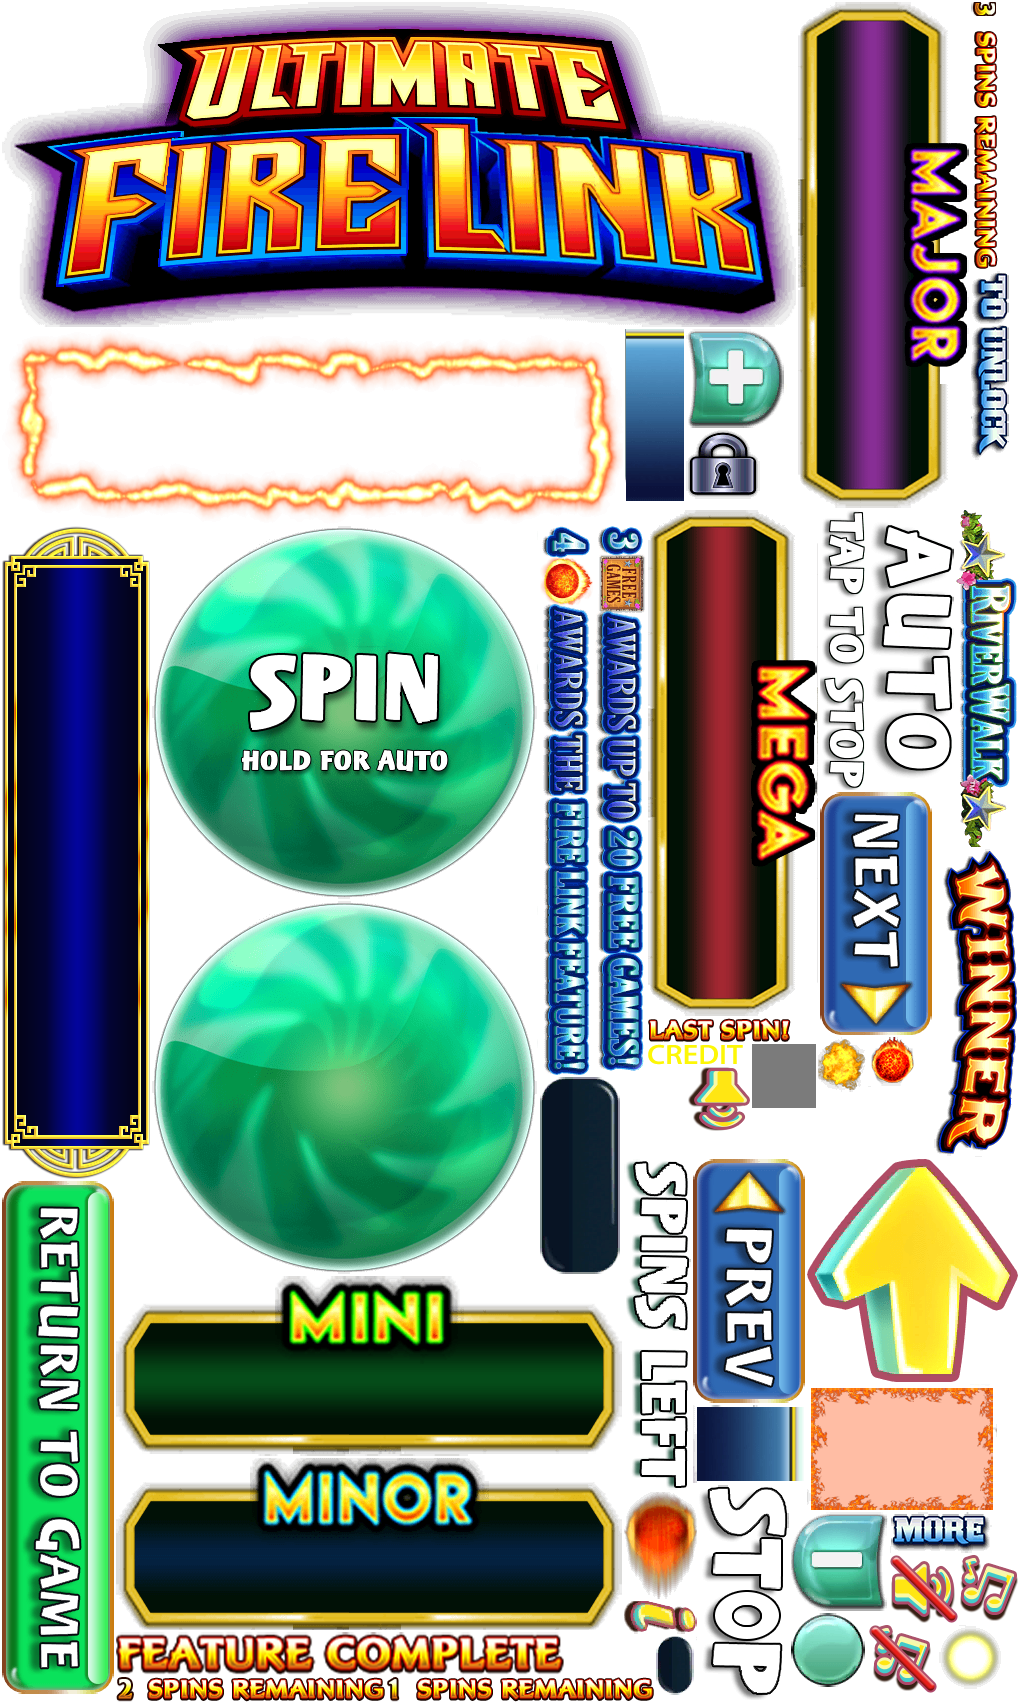 ULTIMATE
FIRE LINK
MAJOR
3 SPINS REMAINING TO UNLOCK
SPIN
HOLD FOR AUTO
3 FREE GAMES AWARDS UP TO 20 FREE GAMES!
4 AWARDS THE FIRE LINK FEATURE!
MEGA
AUTO
TAP TO STOP
RIVERWALK
NEXT
WINNER
LAST SPIN!
CREDIT
SPINS LEFT
PREV
RETURN TO GAME
MINI
MINOR
STOP
MORE
FEATURE COMPLETE
2 SPINS REMAINING
1 SPINS REMAINING